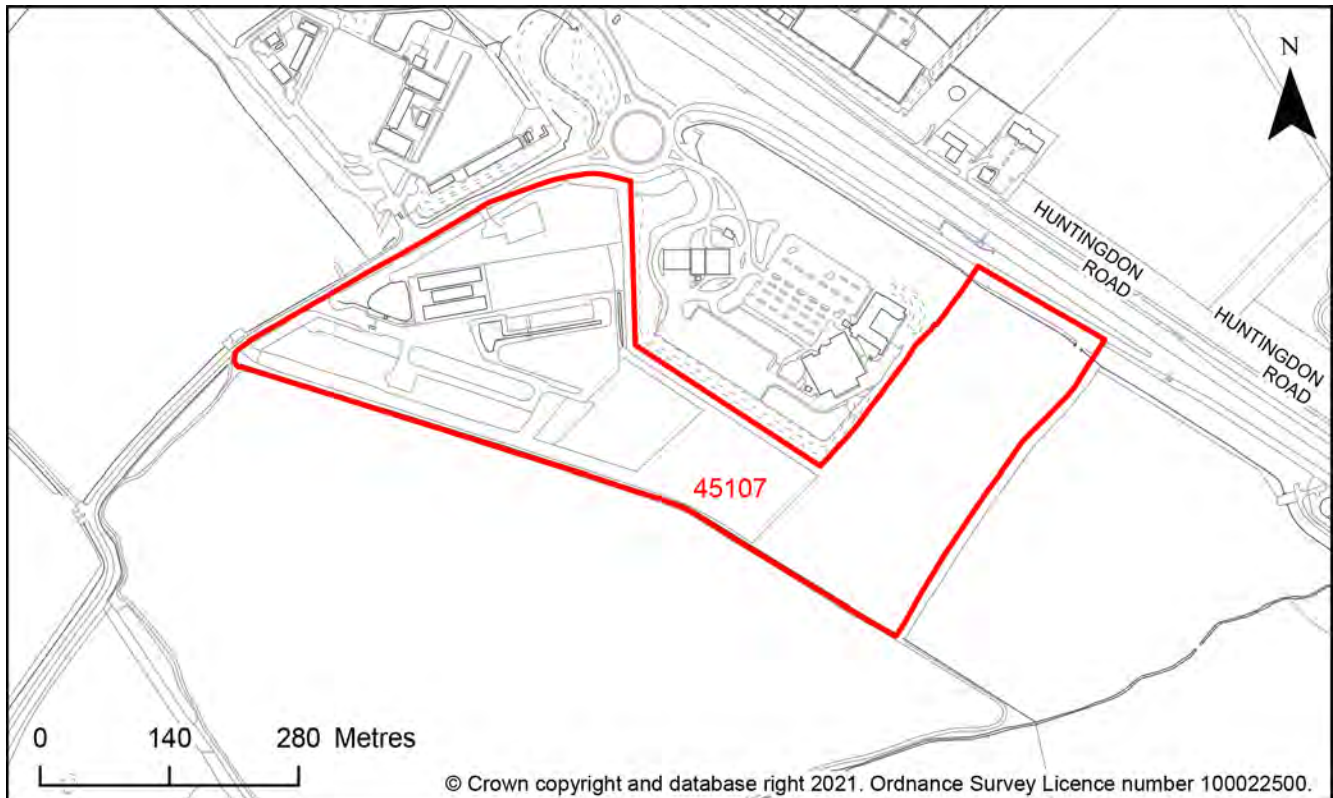 N
HUNTINGDON
ROAD
HUNTINGDON
ROAD
45107
0 140 280 Metres
© Crown copyright and database right 2021. Ordnance Survey Licence number 100022500.